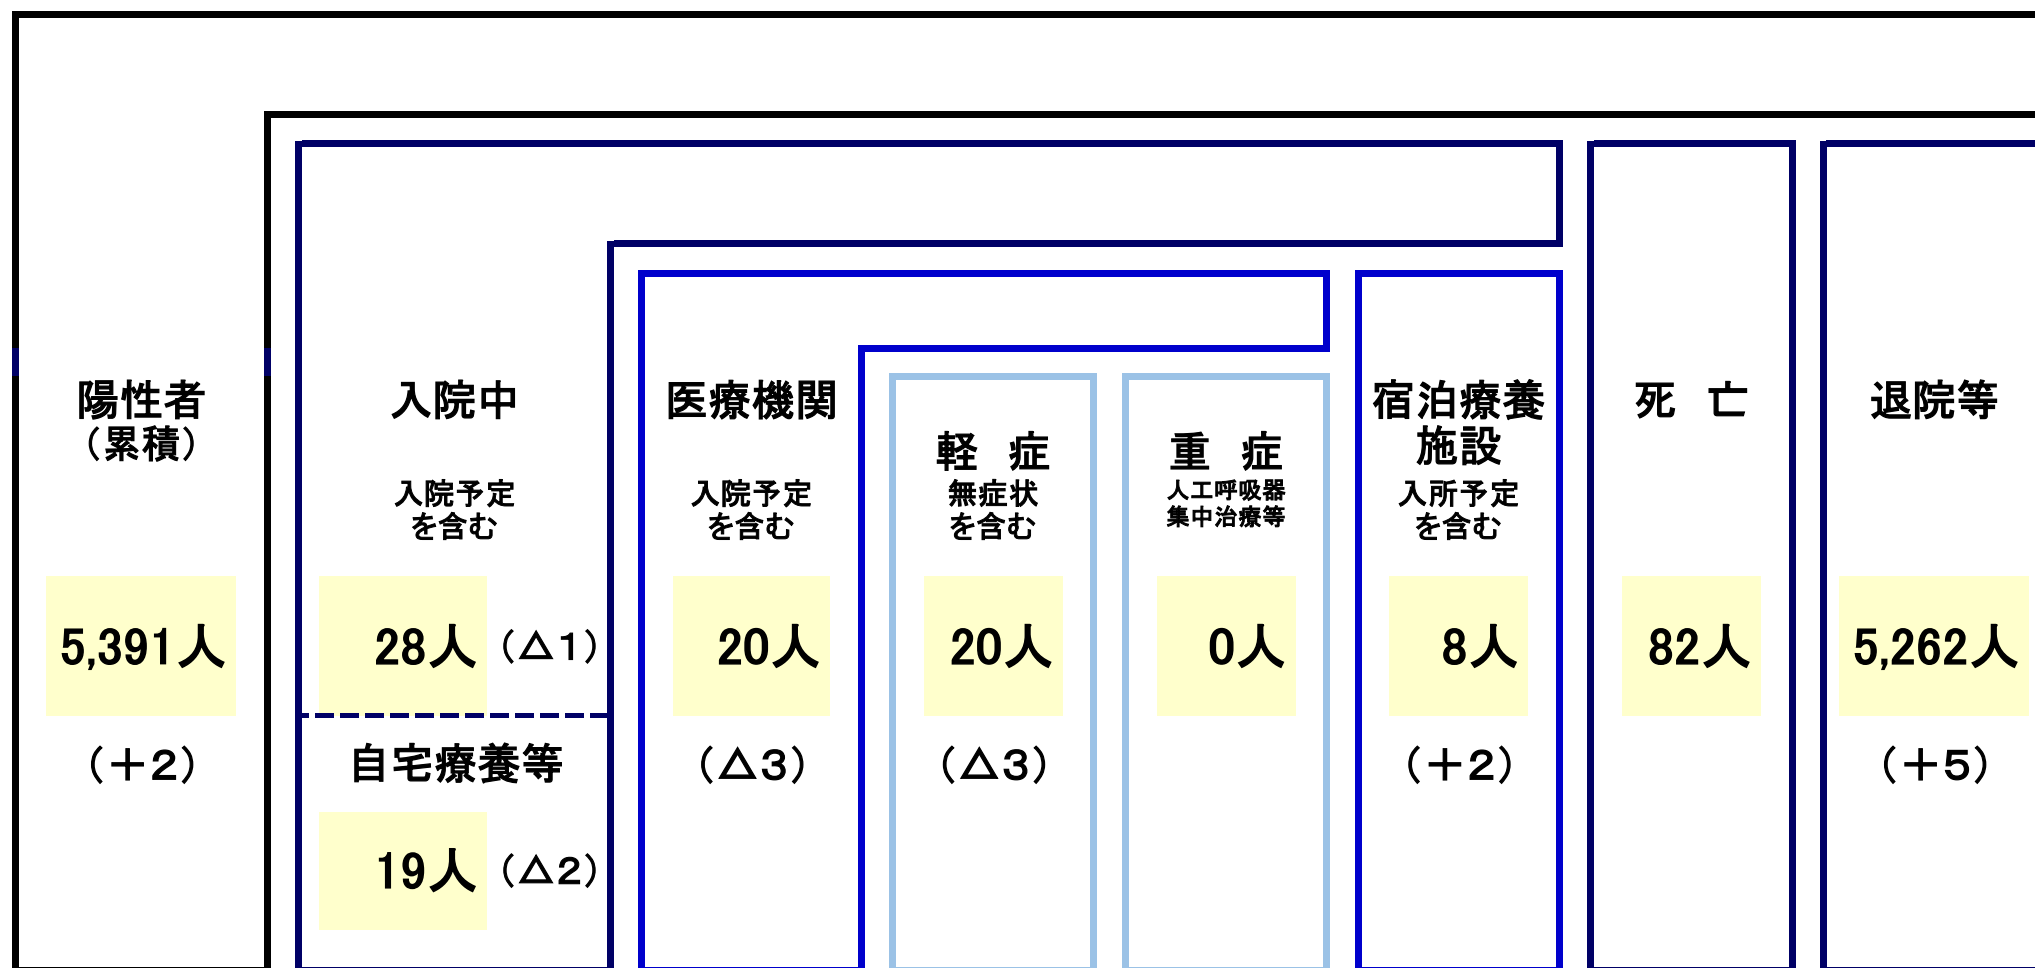 陽性者
（累積）
5,391人
（＋2）
入院中
入院予定
を含む
28人 （△1）
自宅療養等
19人 （△2）
医療機関
入院予定
を含む
20人
（△3）
軽 症
無症状
を含む
20人
（△3）
重 症
人工呼吸器
集中治療等
0人
宿泊療養
施設
入所予定
を含む
8人
（＋2）
死 亡
82人
退院等
5,262人
（＋5）